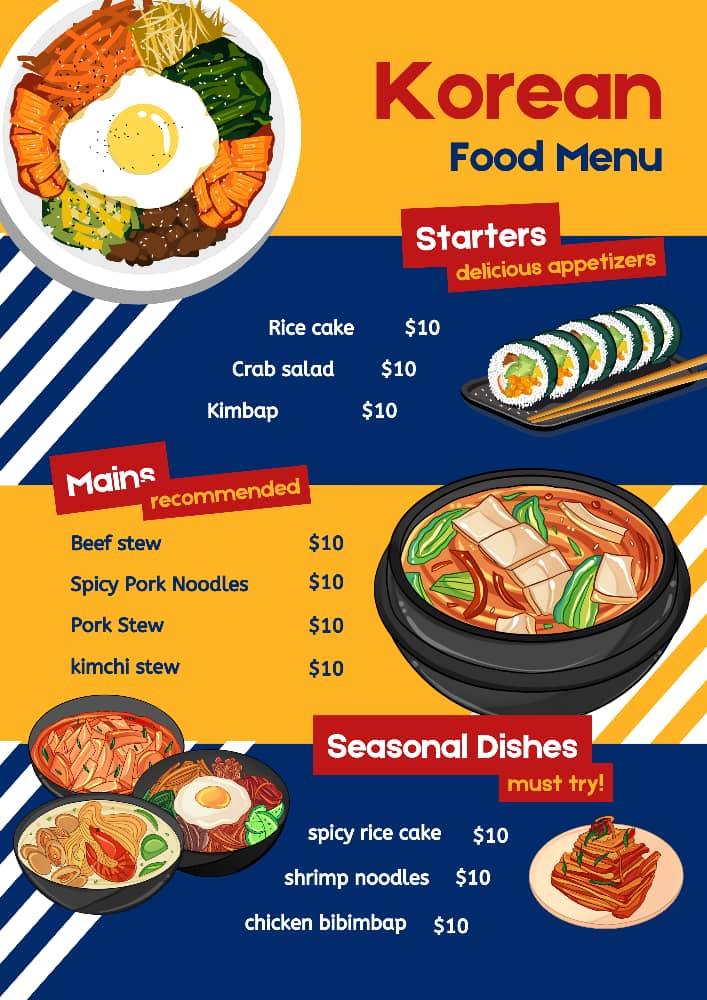 Korean
Food Menu
Starters
delicious appetizers
Rice cake $10
Crab salad $10
Kimbap $10
Mains
recommended
Beef stew $10
Spicy Pork Noodles $10
Pork Stew $10
kimchi stew $10
Seasonal Dishes
must try!
spicy rice cake $10
shrimp noodles $10
chicken bibimbap $10